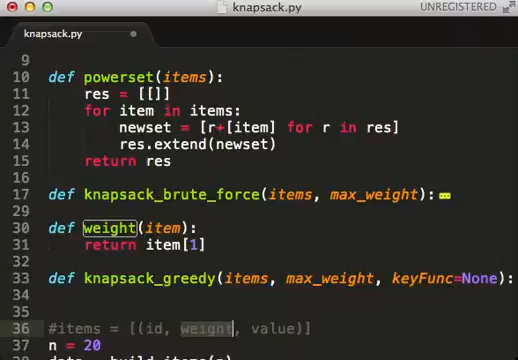 knapsack.py
UNREGISTERED
knapsack.py
9
10 def powerset(items):
11 res = [[]]
12 for item in items:
13 newset = [r+[item] for r in res]
14 res.extend(newset)
15 return res
16
17 def knapsack_brute_force(items, max_weight):
29
30 def weight(item):
31 return item[1]
32
33 def knapsack_greedy(items, max_weight, keyFunc=None):
34
35
36 #items = [(id, weight, value)]
37 n = 20
data = build_items(n)